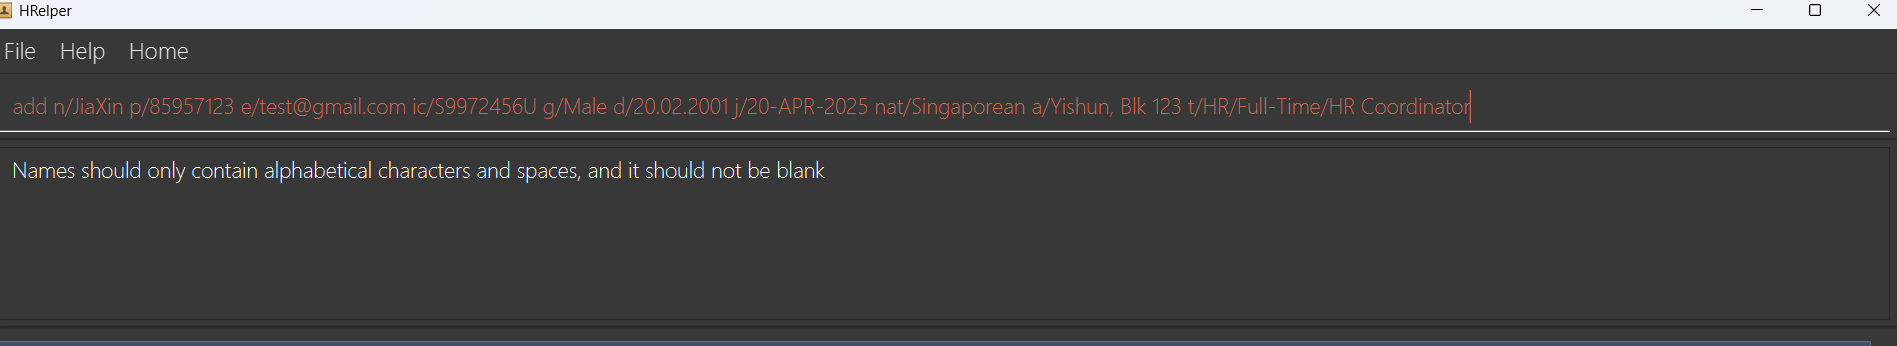 HRelper
File Help Home
add n/JiaXin p/85957123 e/test@gmail.com ic/S9972456U g/Male d/20.02.2001 j/20-APR-2025 nat/Singaporean a/Yishun, Blk 123 t/HR/Full-Time/HR Coordinator
Names should only contain alphabetical characters and spaces, and it should not be blank